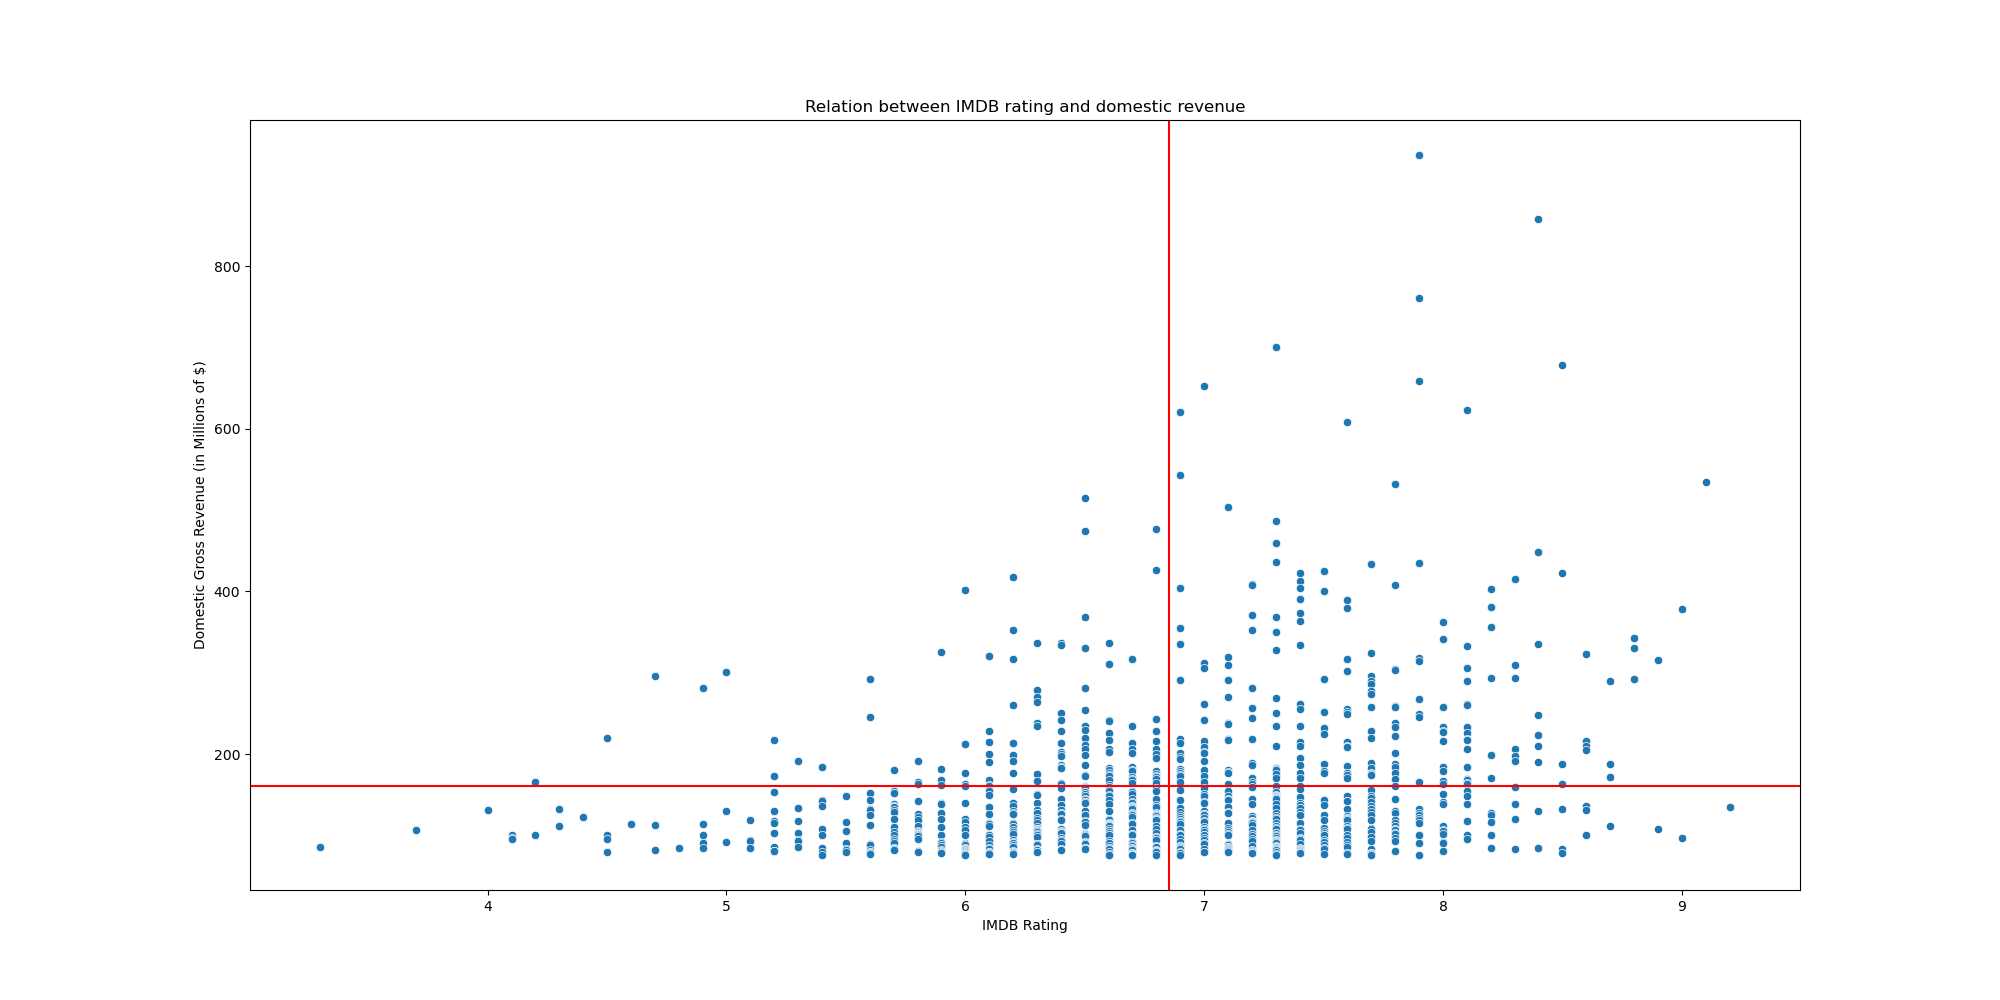 Relation between IMDB rating and domestic revenue
Domestic Gross Revenue (in Millions of $)
800
600
400
200
4 5 6 7 8 9
IMDB Rating